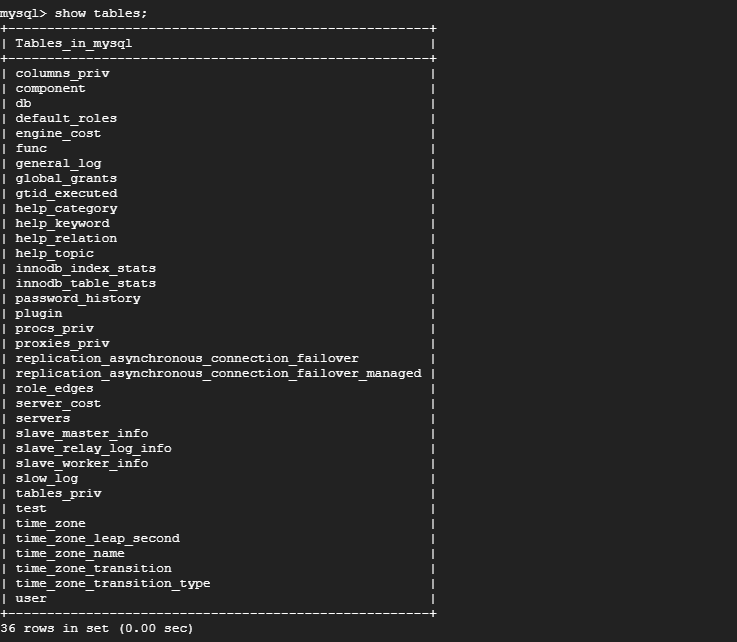 mysql> show tables;
+------------------------------------------------------+
| Tables_in_mysql                                      |
+------------------------------------------------------+
| columns_priv                                         |
| component                                            |
| db                                                   |
| default_roles                                        |
| engine_cost                                          |
| func                                                 |
| general_log                                          |
| global_grants                                        |
| gtid_executed                                        |
| help_category                                        |
| help_keyword                                         |
| help_relation                                        |
| help_topic                                           |
| innodb_index_stats                                   |
| innodb_table_stats                                   |
| password_history                                     |
| plugin                                               |
| procs_priv                                           |
| proxies_priv                                         |
| replication_asynchronous_connection_failover         |
| replication_asynchronous_connection_failover_managed |
| role_edges                                           |
| server_cost                                          |
| servers                                              |
| slave_master_info                                    |
| slave_relay_log_info                                 |
| slave_worker_info                                    |
| slow_log                                             |
| tables_priv                                          |
| test                                                 |
| time_zone                                            |
| time_zone_leap_second                                |
| time_zone_name                                       |
| time_zone_transition                                 |
| time_zone_transition_type                            |
| user                                                 |
+------------------------------------------------------+
36 rows in set (0.00 sec)